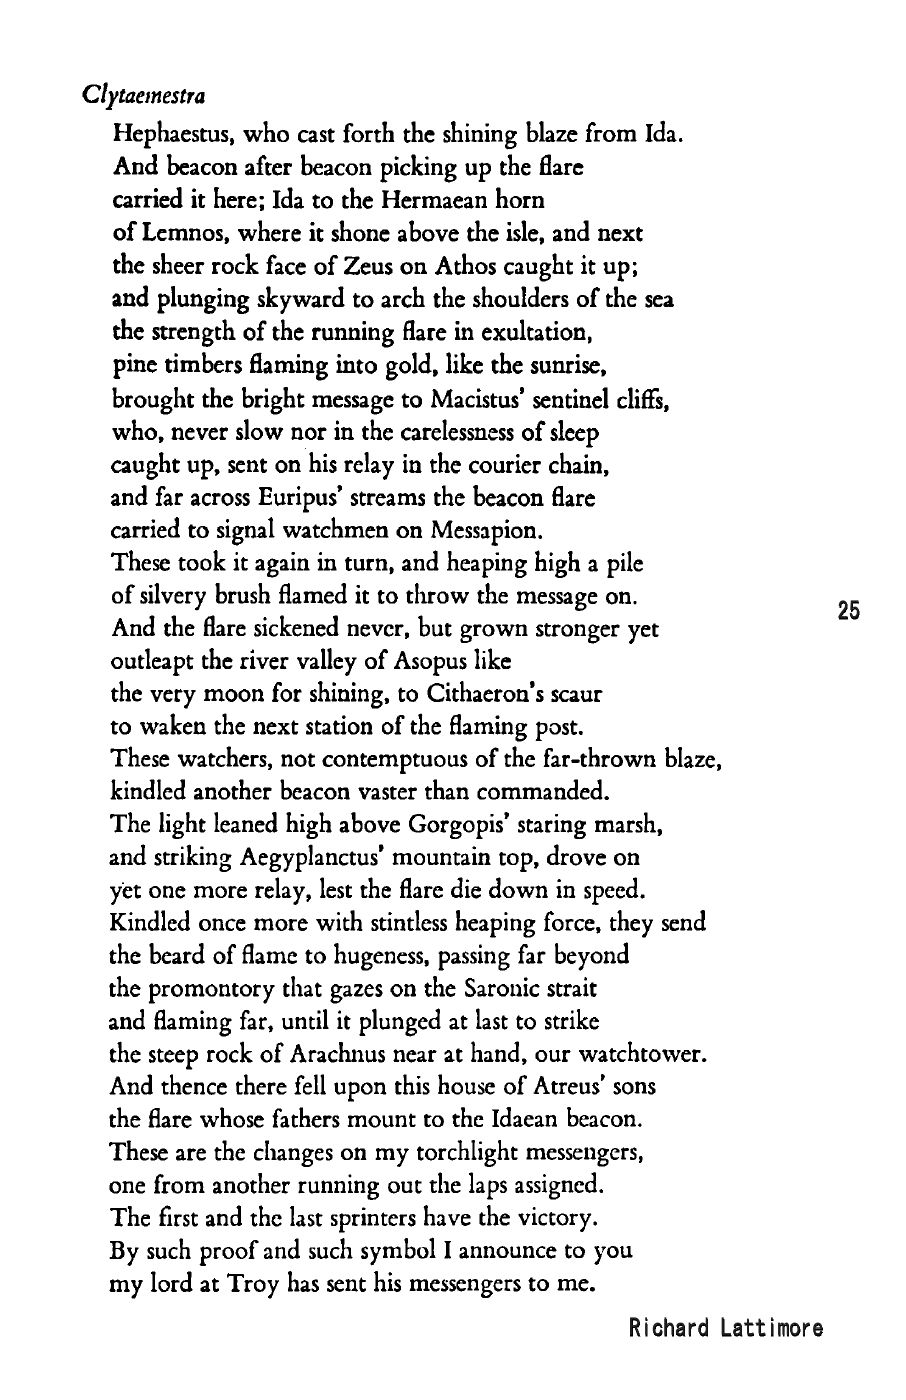 Clytaemestra
Hephaestus, who cast forth the shining blaze from Ida.
And beacon after beacon picking up the flare
carried it here; Ida to the Hermaean horn
of Lemnos, where it shone above the isle, and next
the sheer rock face of Zeus on Athos caught it up;
and plunging skyward to arch the shoulders of the sea
the strength of the running flare in exultation,
pine timbers flaming into gold, like the sunrise,
brought the bright message to Macistus' sentinel cliffs,
who, never slow nor in the carelessness of sleep
caught up, sent on his relay in the courier chain,
and far across Euripus' streams the beacon flare
carried to signal watchmen on Messapion.
These took it again in turn, and heaping high a pile
of silvery brush flamed it to throw the message on.
25
And the flare sickened never, but grown stronger yet
outleapt the river valley of Asopus like
the very moon for shining, to Cithaeron's scaur
to waken the next station of the flaming post.
These watchers, not contemptuous of the far-thrown blaze,
kindled another beacon vaster than commanded.
The light leaned high above Gorgopis' staring marsh,
and striking Aegyplanctus' mountain top, drove on
yet one more relay, lest the flare die down in speed.
Kindled once more with stintless heaping force, they send
the beard of flame to hugeness, passing far beyond
the promontory that gazes on the Saronic strait
and flaming far, until it plunged at last to strike
the steep rock of Arachnus near at hand, our watchtower.
And thence there fell upon this house of Atreus' sons
the flare whose fathers mount to the Idaean beacon.
These are the changes on my torchlight messengers,
one from another running out the laps assigned.
The first and the last sprinters have the victory.
By such proof and such symbol I announce to you
my lord at Troy has sent his messengers to me.
Richard Lattimore